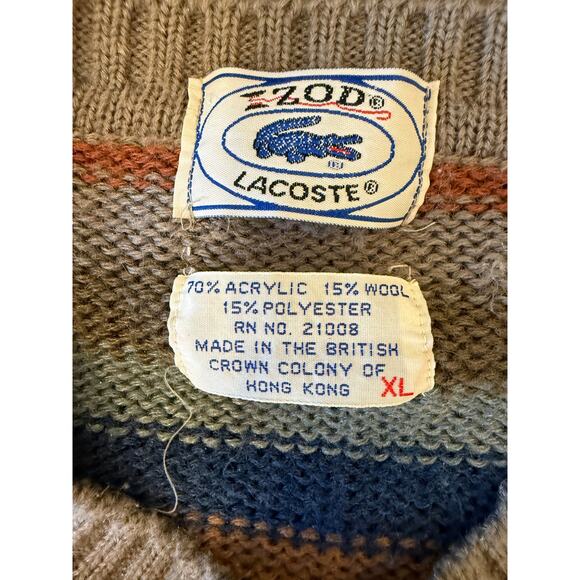 IZOD®
®
LACOSTE®
70% ACRYLIC 15% WOOL
15% POLYESTER
RN NO. 21008
MADE IN THE BRITISH
CROWN COLONY OF
HONG KONG XL